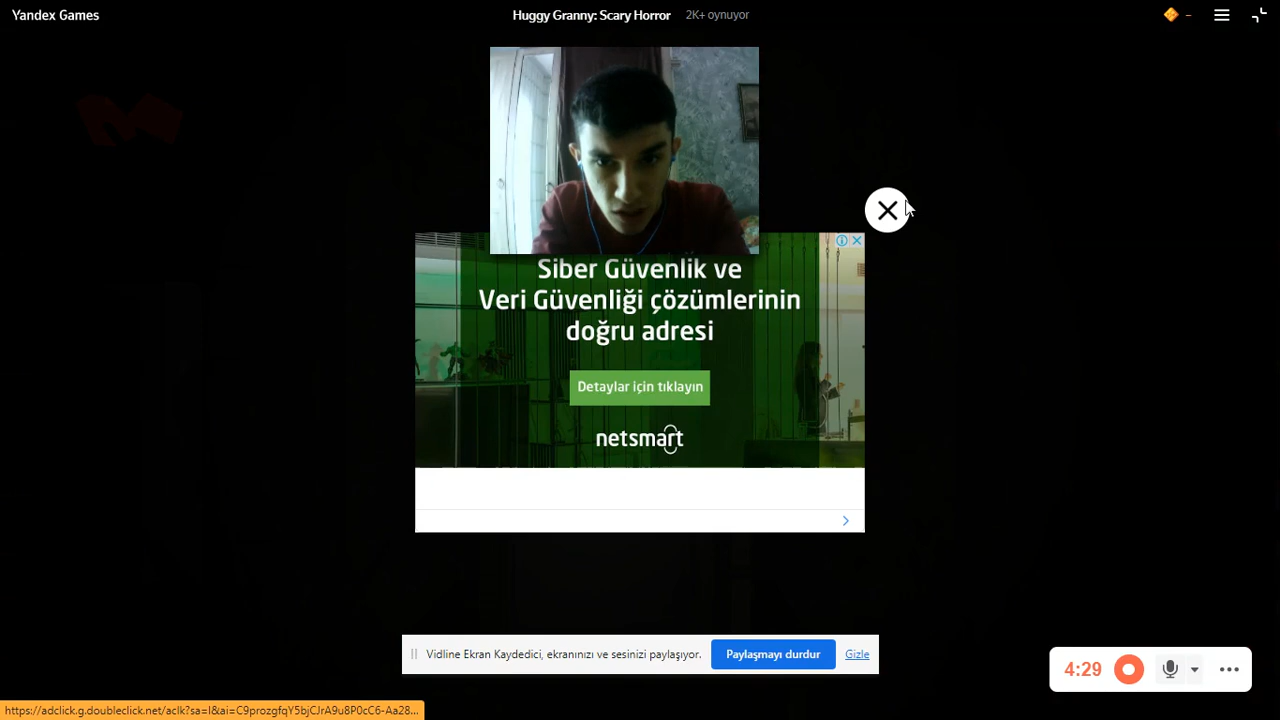 Yandex Games
Huggy Granny: Scary Horror 2K+ oynuyor
Siber Güvenlik ve
Veri Güvenliği çözümlerinin
doğru adresi
Detaylar için tıklayın
netsmart
Vidline Ekran Kaydedici, ekranınızı ve sesinizi paylaşıyor.
Paylaşmayı durdur
Gizle
4:29
https://adclick.g.doubleclick.net/aclk?sa=l&ai=C9prozgfqY5bjCJrA9u8P0cC6-Aa28...